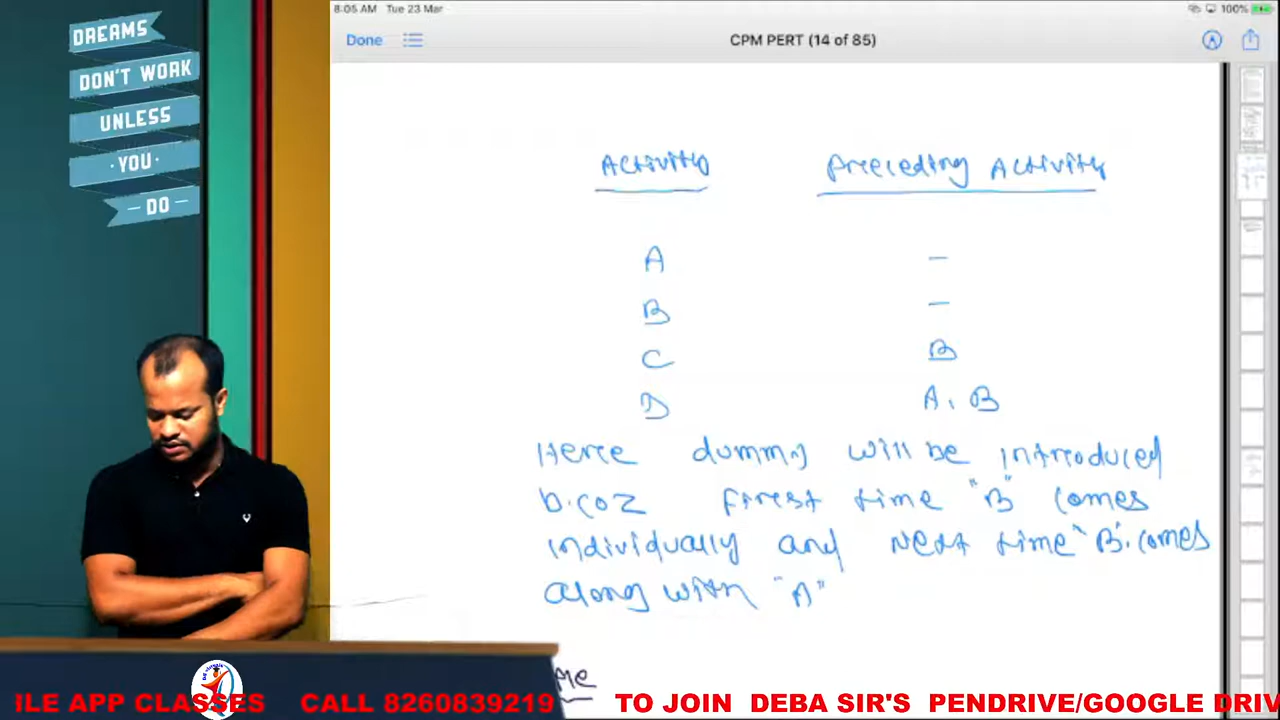 8:05 AM Tue 23 Mar
100%
Done
CPM PERT (14 of 85)
DREAMS
DON'T WORK
UNLESS
·YOU·
– DO –
Activity Preceding Activity
A –
B –
C B
D A, B
Here dummy will be introduced
b.coz first time "B" comes
individually and next time "B" comes
along with "A"
ILE APP CLASSES CALL 8260839219 TO JOIN DEBA SIR'S PENDRIVE/GOOGLE DRIV